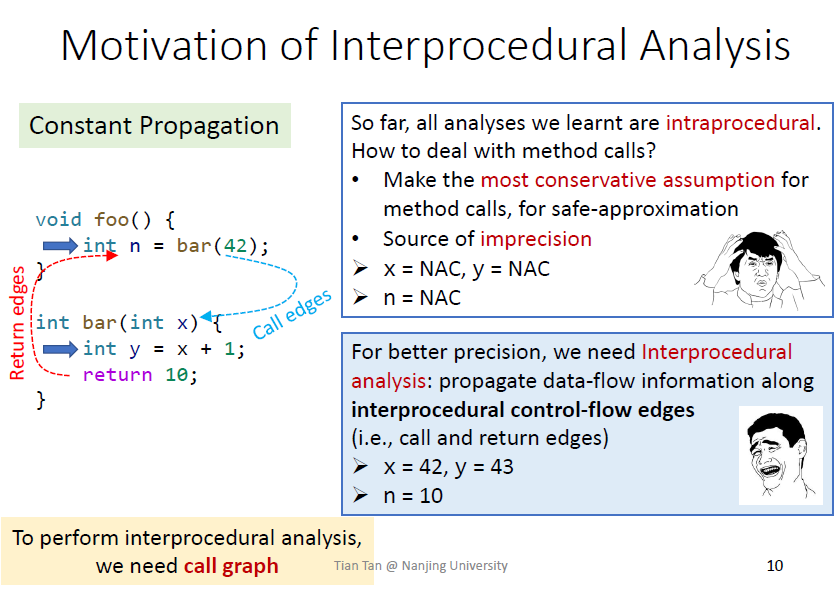 Motivation of Interprocedural Analysis
Constant Propagation
void foo() {
int n = bar(42);
}
int bar(int x) {
int y = x + 1;
return 10;
}
Return edges
Call edges
So far, all analyses we learnt are intraprocedural.
How to deal with method calls?
• Make the most conservative assumption for
method calls, for safe-approximation
• Source of imprecision
➢ x = NAC, y = NAC
➢ n = NAC
For better precision, we need Interprocedural
analysis: propagate data-flow information along
interprocedural control-flow edges
(i.e., call and return edges)
➢ x = 42, y = 43
➢ n = 10
To perform interprocedural analysis,
we need call graph
Tian Tan @ Nanjing University
10